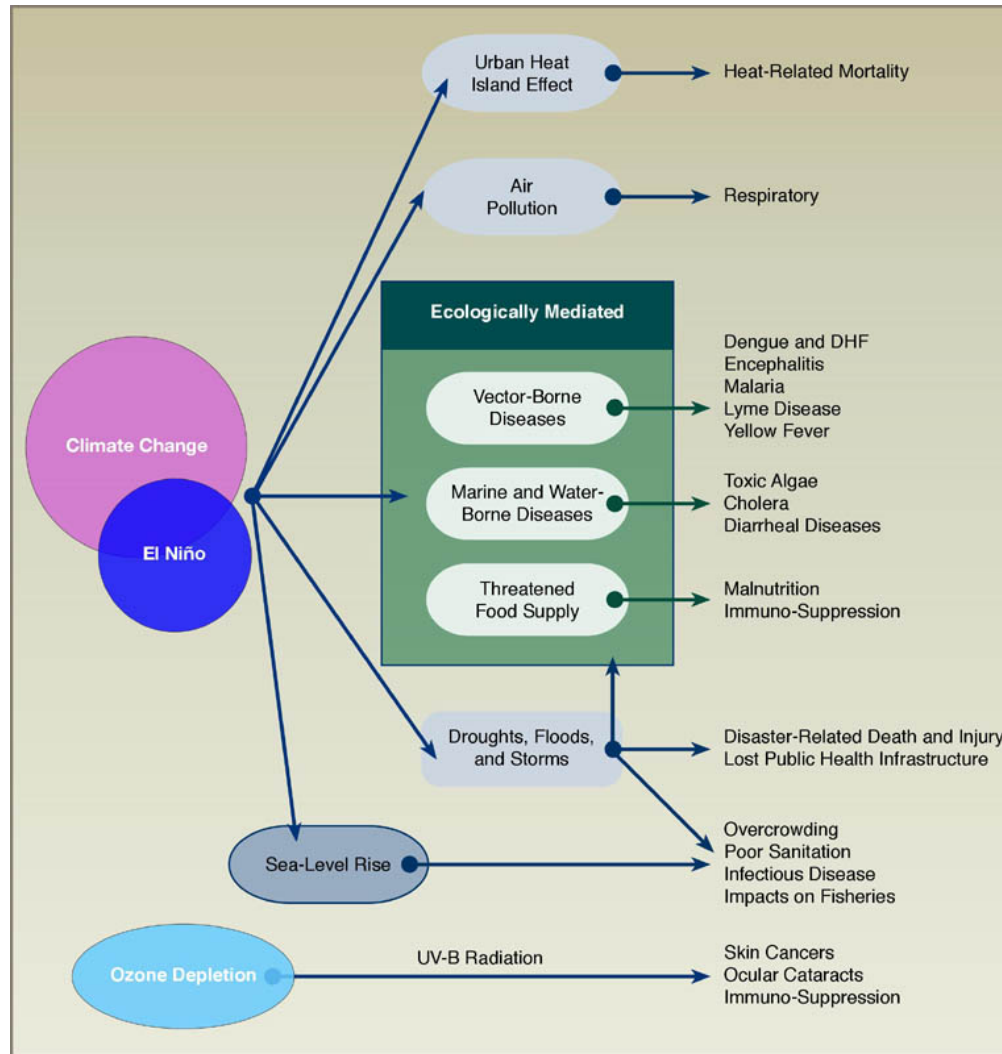 Urban Heat
Island Effect
Heat-Related Mortality
Air
Pollution
Respiratory
Ecologically Mediated
Vector-Borne
Diseases
Dengue and DHF
Encephalitis
Malaria
Lyme Disease
Yellow Fever
Climate Change
El Niño
Marine and Water-
Borne Diseases
Toxic Algae
Cholera
Diarrheal Diseases
Threatened
Food Supply
Malnutrition
Immuno-Suppression
Droughts, Floods,
and Storms
Disaster-Related Death and Injury
Lost Public Health Infrastructure
Sea-Level Rise
Overcrowding
Poor Sanitation
Infectious Disease
Impacts on Fisheries
Ozone Depletion
UV-B Radiation
Skin Cancers
Ocular Cataracts
Immuno-Suppression